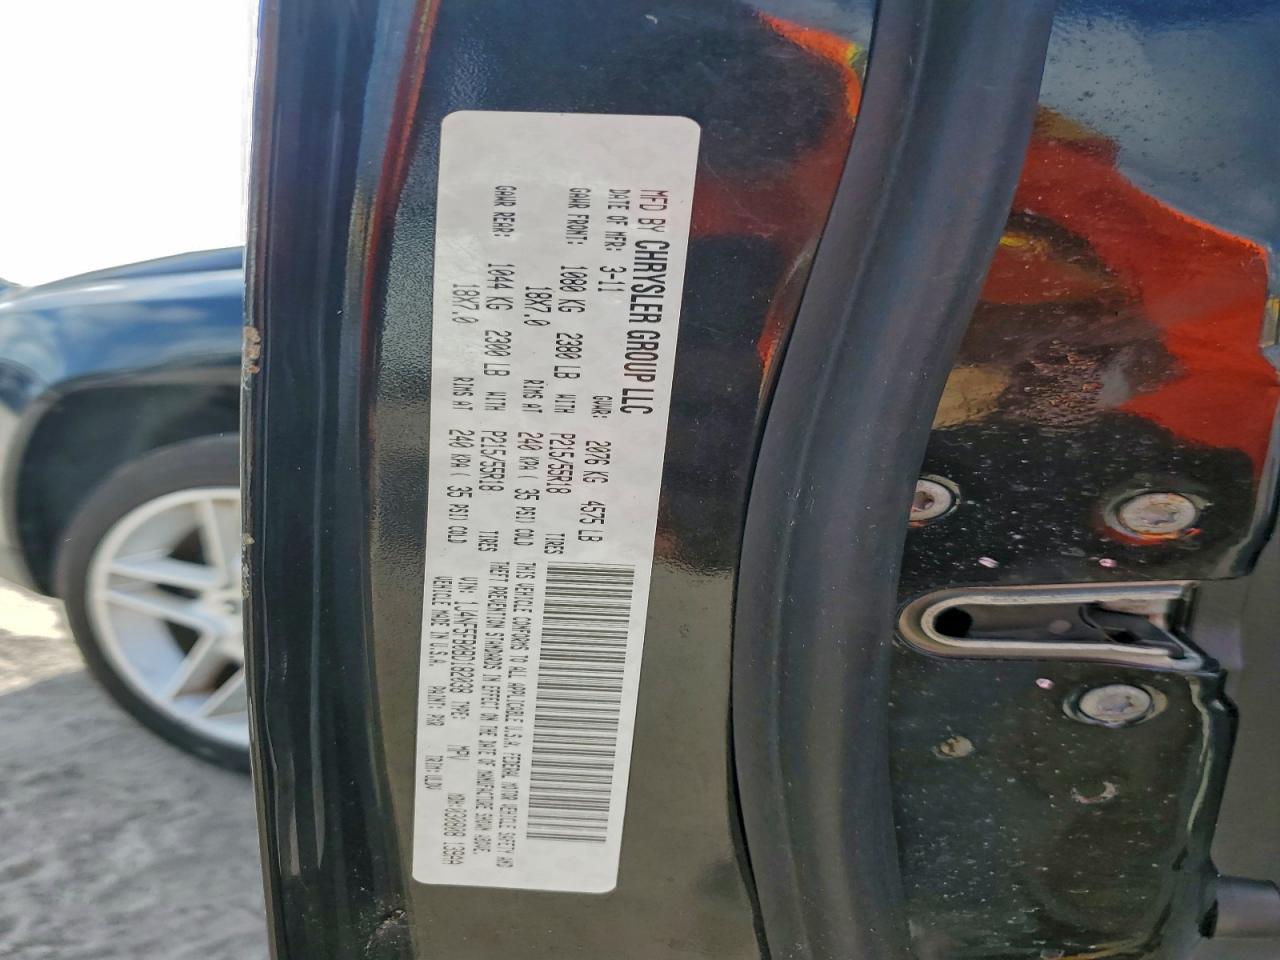 MFD BY CHRYSLER GROUP LLC
DATE OF MFR: 3-11 GVWR: 2076 KG 4575 LB
GAWR FRONT: 1080 KG 2380 LB WITH P215/55R18 TIRES
18X7.0 RIMS AT 240 KPA ( 35 PSI) COLD
GAWR REAR: 1044 KG 2300 LB WITH P215/55R18 TIRES
18X7.0 RIMS AT 240 KPA ( 35 PSI) COLD
THIS VEHICLE CONFORMS TO ALL APPLICABLE U.S.A. FEDERAL MOTOR VEHICLE SAFETY AND
THEFT PREVENTION STANDARDS IN EFFECT ON THE DATE OF MANUFACTURE SHOWN ABOVE.
VIN: 1J4NF5FB0BD182038 TYPE: MPV
VEHICLE MADE IN U.S.A. PAINT: TRIM: